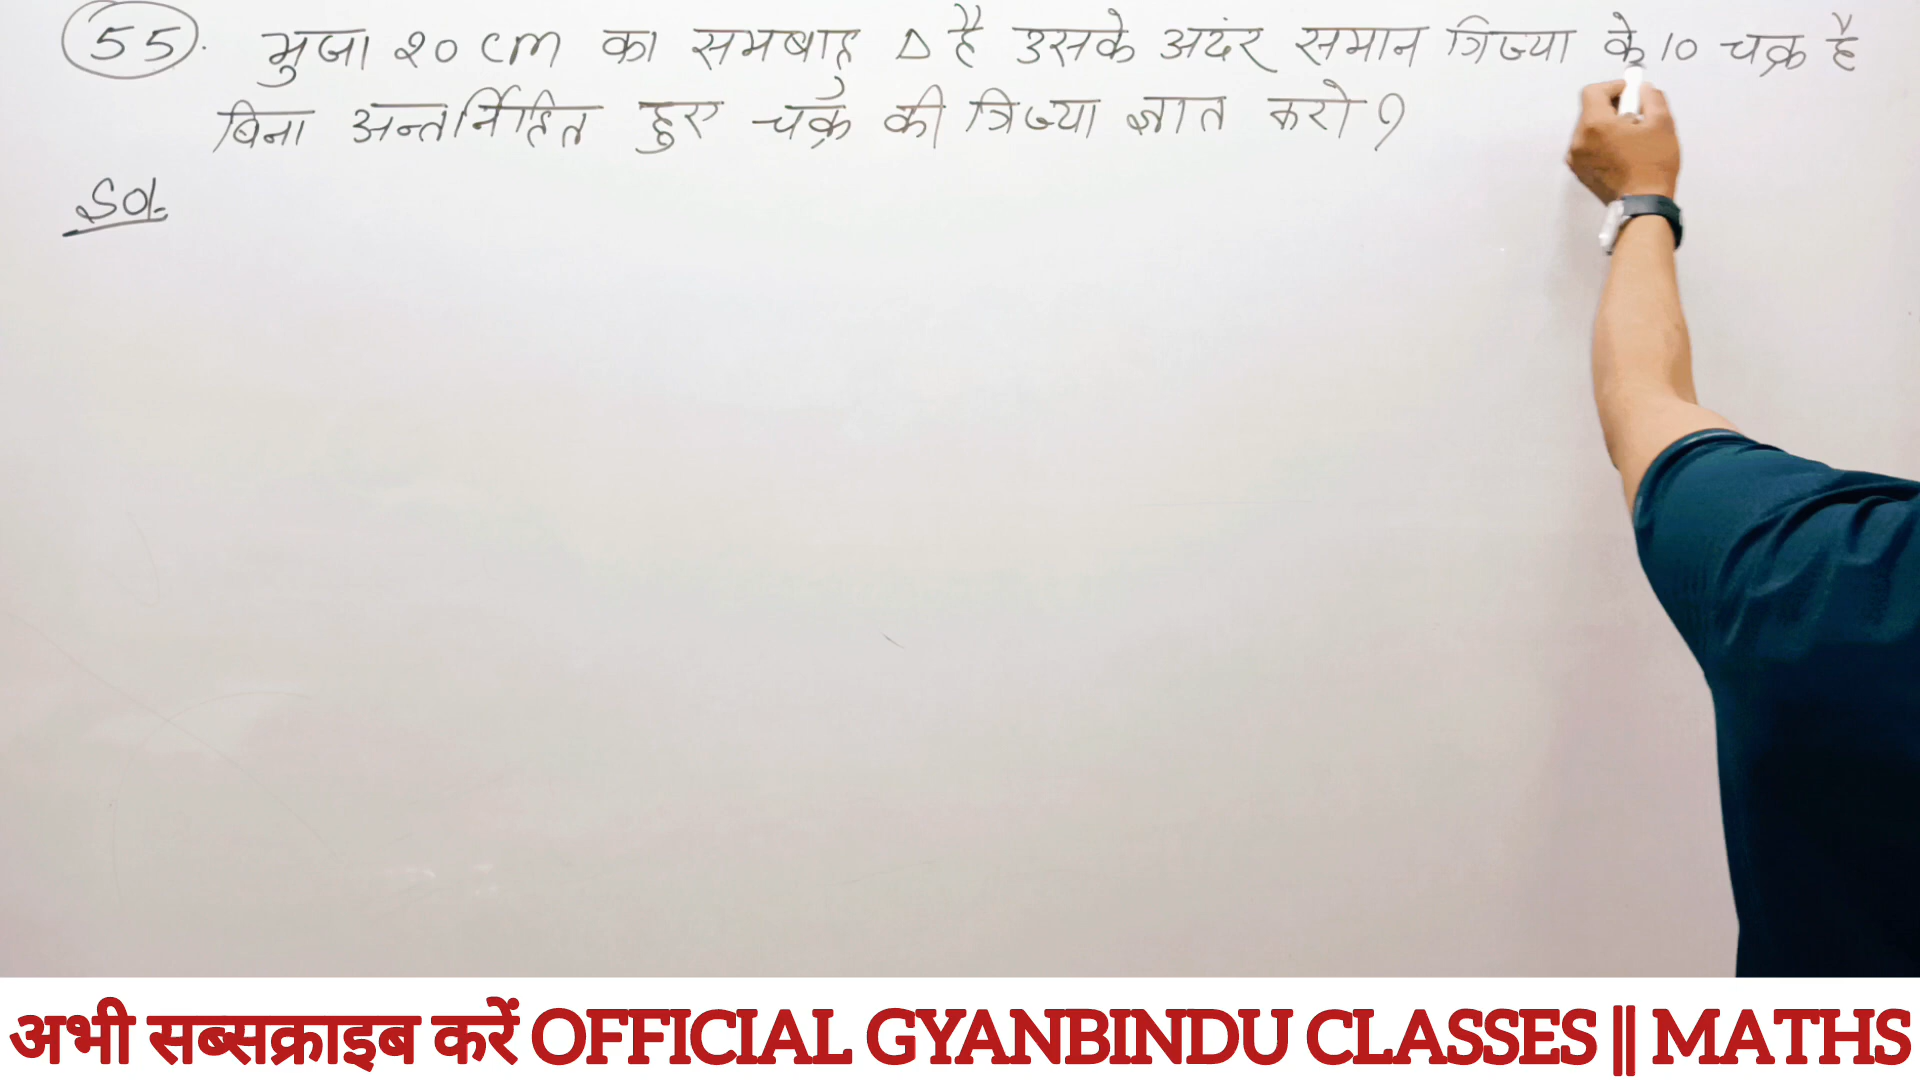 55. भुजा 20 cm का समबाहु Δ है उसके अदंर समान त्रिज्या के 10 चक्र है
बिना अन्तर्निहित हुए चक्र की त्रिज्या ज्ञात करो?
Sol.
अभी सब्सक्राइब करें OFFICIAL GYANBINDU CLASSES || MATHS